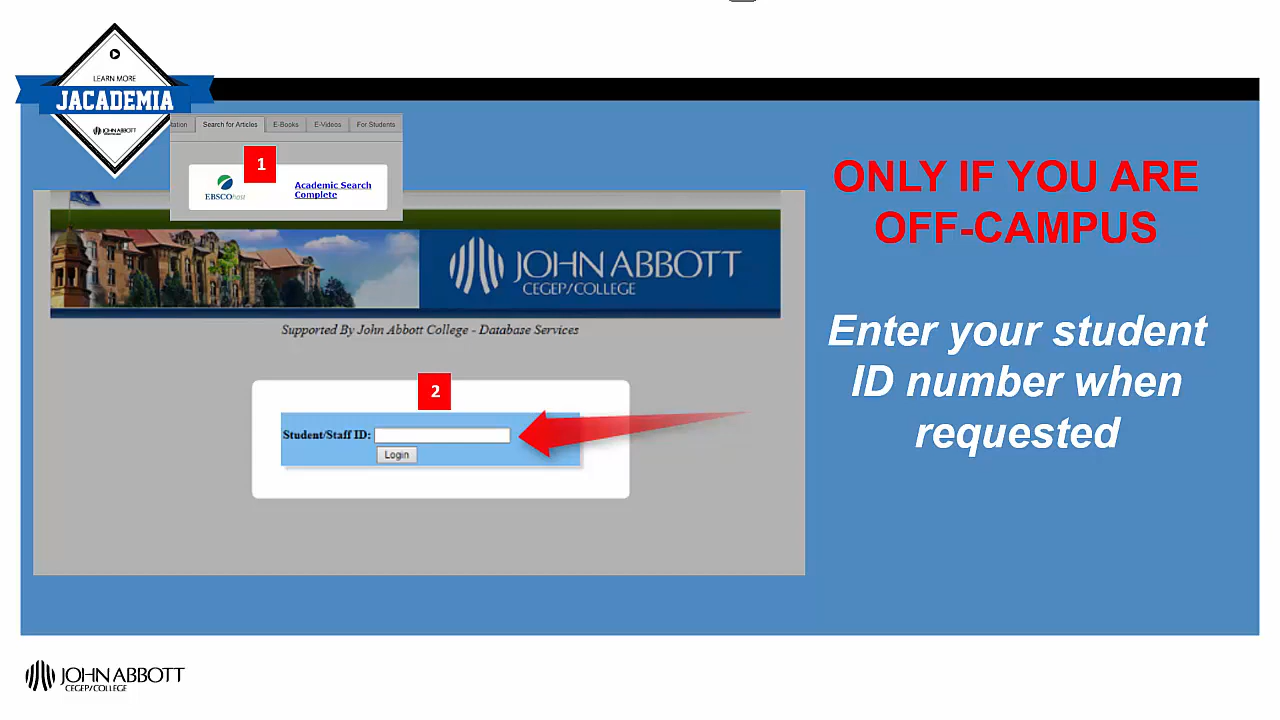 LEARN MORE
JACADEMIA
JOHN ABBOTT
tation Search for Articles E-Books E-Videos For Students
1
EBSCOhost
Academic Search
Complete
JOHN ABBOTT
CEGEP/COLLEGE
Supported By John Abbott College - Database Services
2
Student/Staff ID:
Login
ONLY IF YOU ARE
OFF-CAMPUS
Enter your student
ID number when
requested
JOHN ABBOTT
CEGEP/COLLEGE